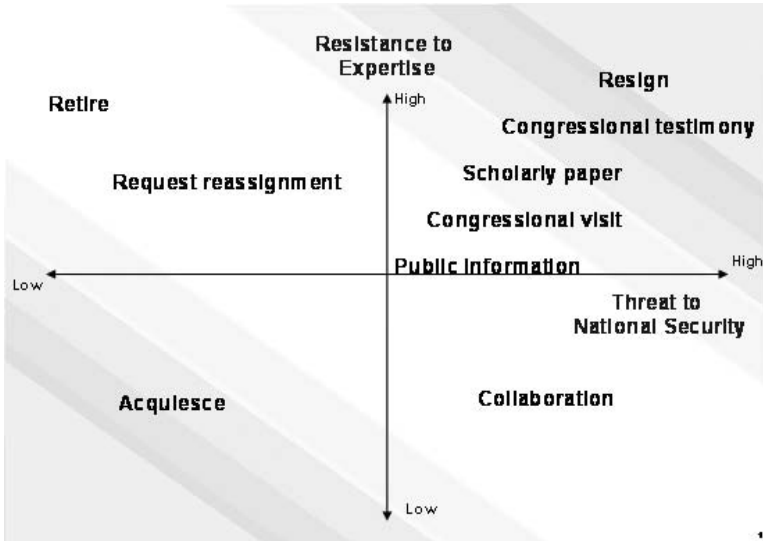 Resistance to
Expertise
High
Resign
Retire
Congressional testimony
Request reassignment
Scholarly paper
Congressional visit
Public information
Low
High
Threat to
National Security
Acquiesce
Collaboration
Low